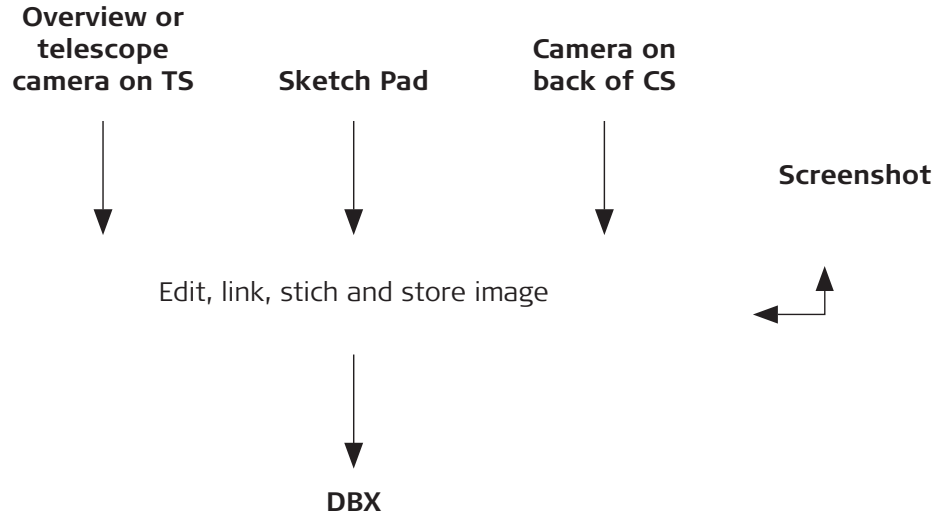 Overview or
telescope
camera on TS
Sketch Pad
Camera on
back of CS
Screenshot
Edit, link, stich and store image
DBX